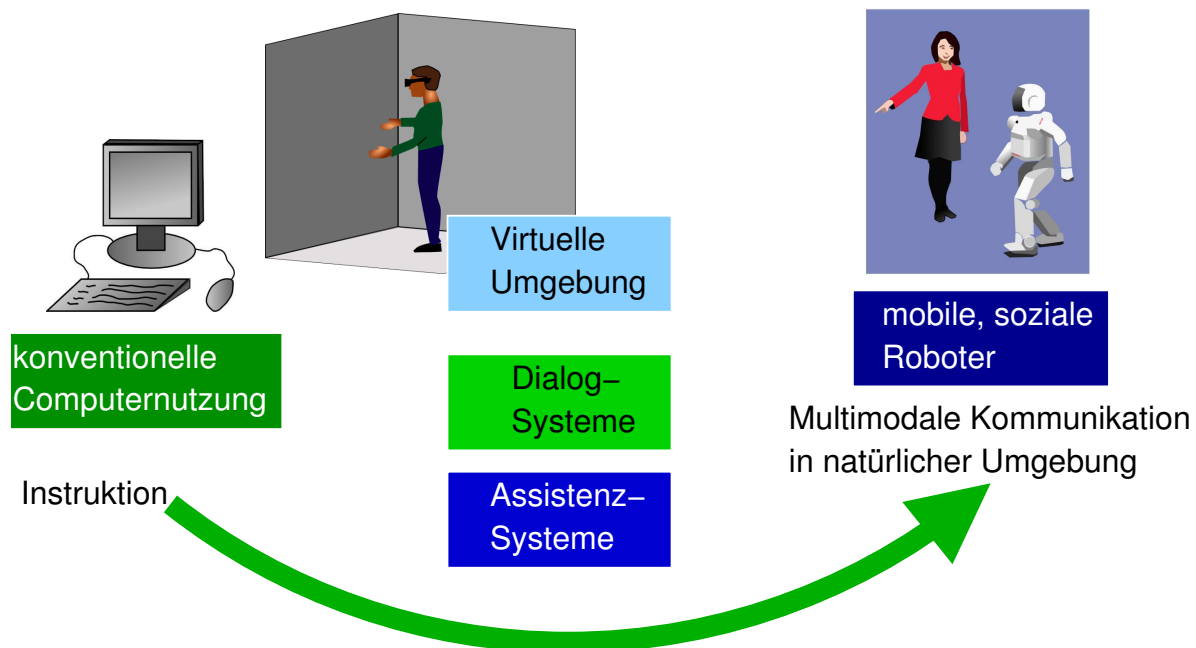 konventionelle
Computernutzung
Instruktion
Virtuelle
Umgebung
Dialog−
Systeme
Assistenz−
Systeme
mobile, soziale
Roboter
Multimodale Kommunikation
in natürlicher Umgebung